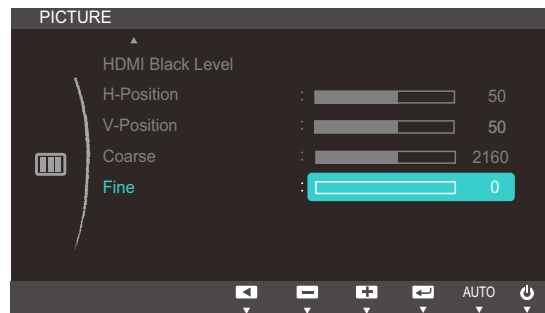 PICTURE
HDMI Black Level
H-Position : 50
V-Position : 50
Coarse : 2160
Fine : 0
AUTO